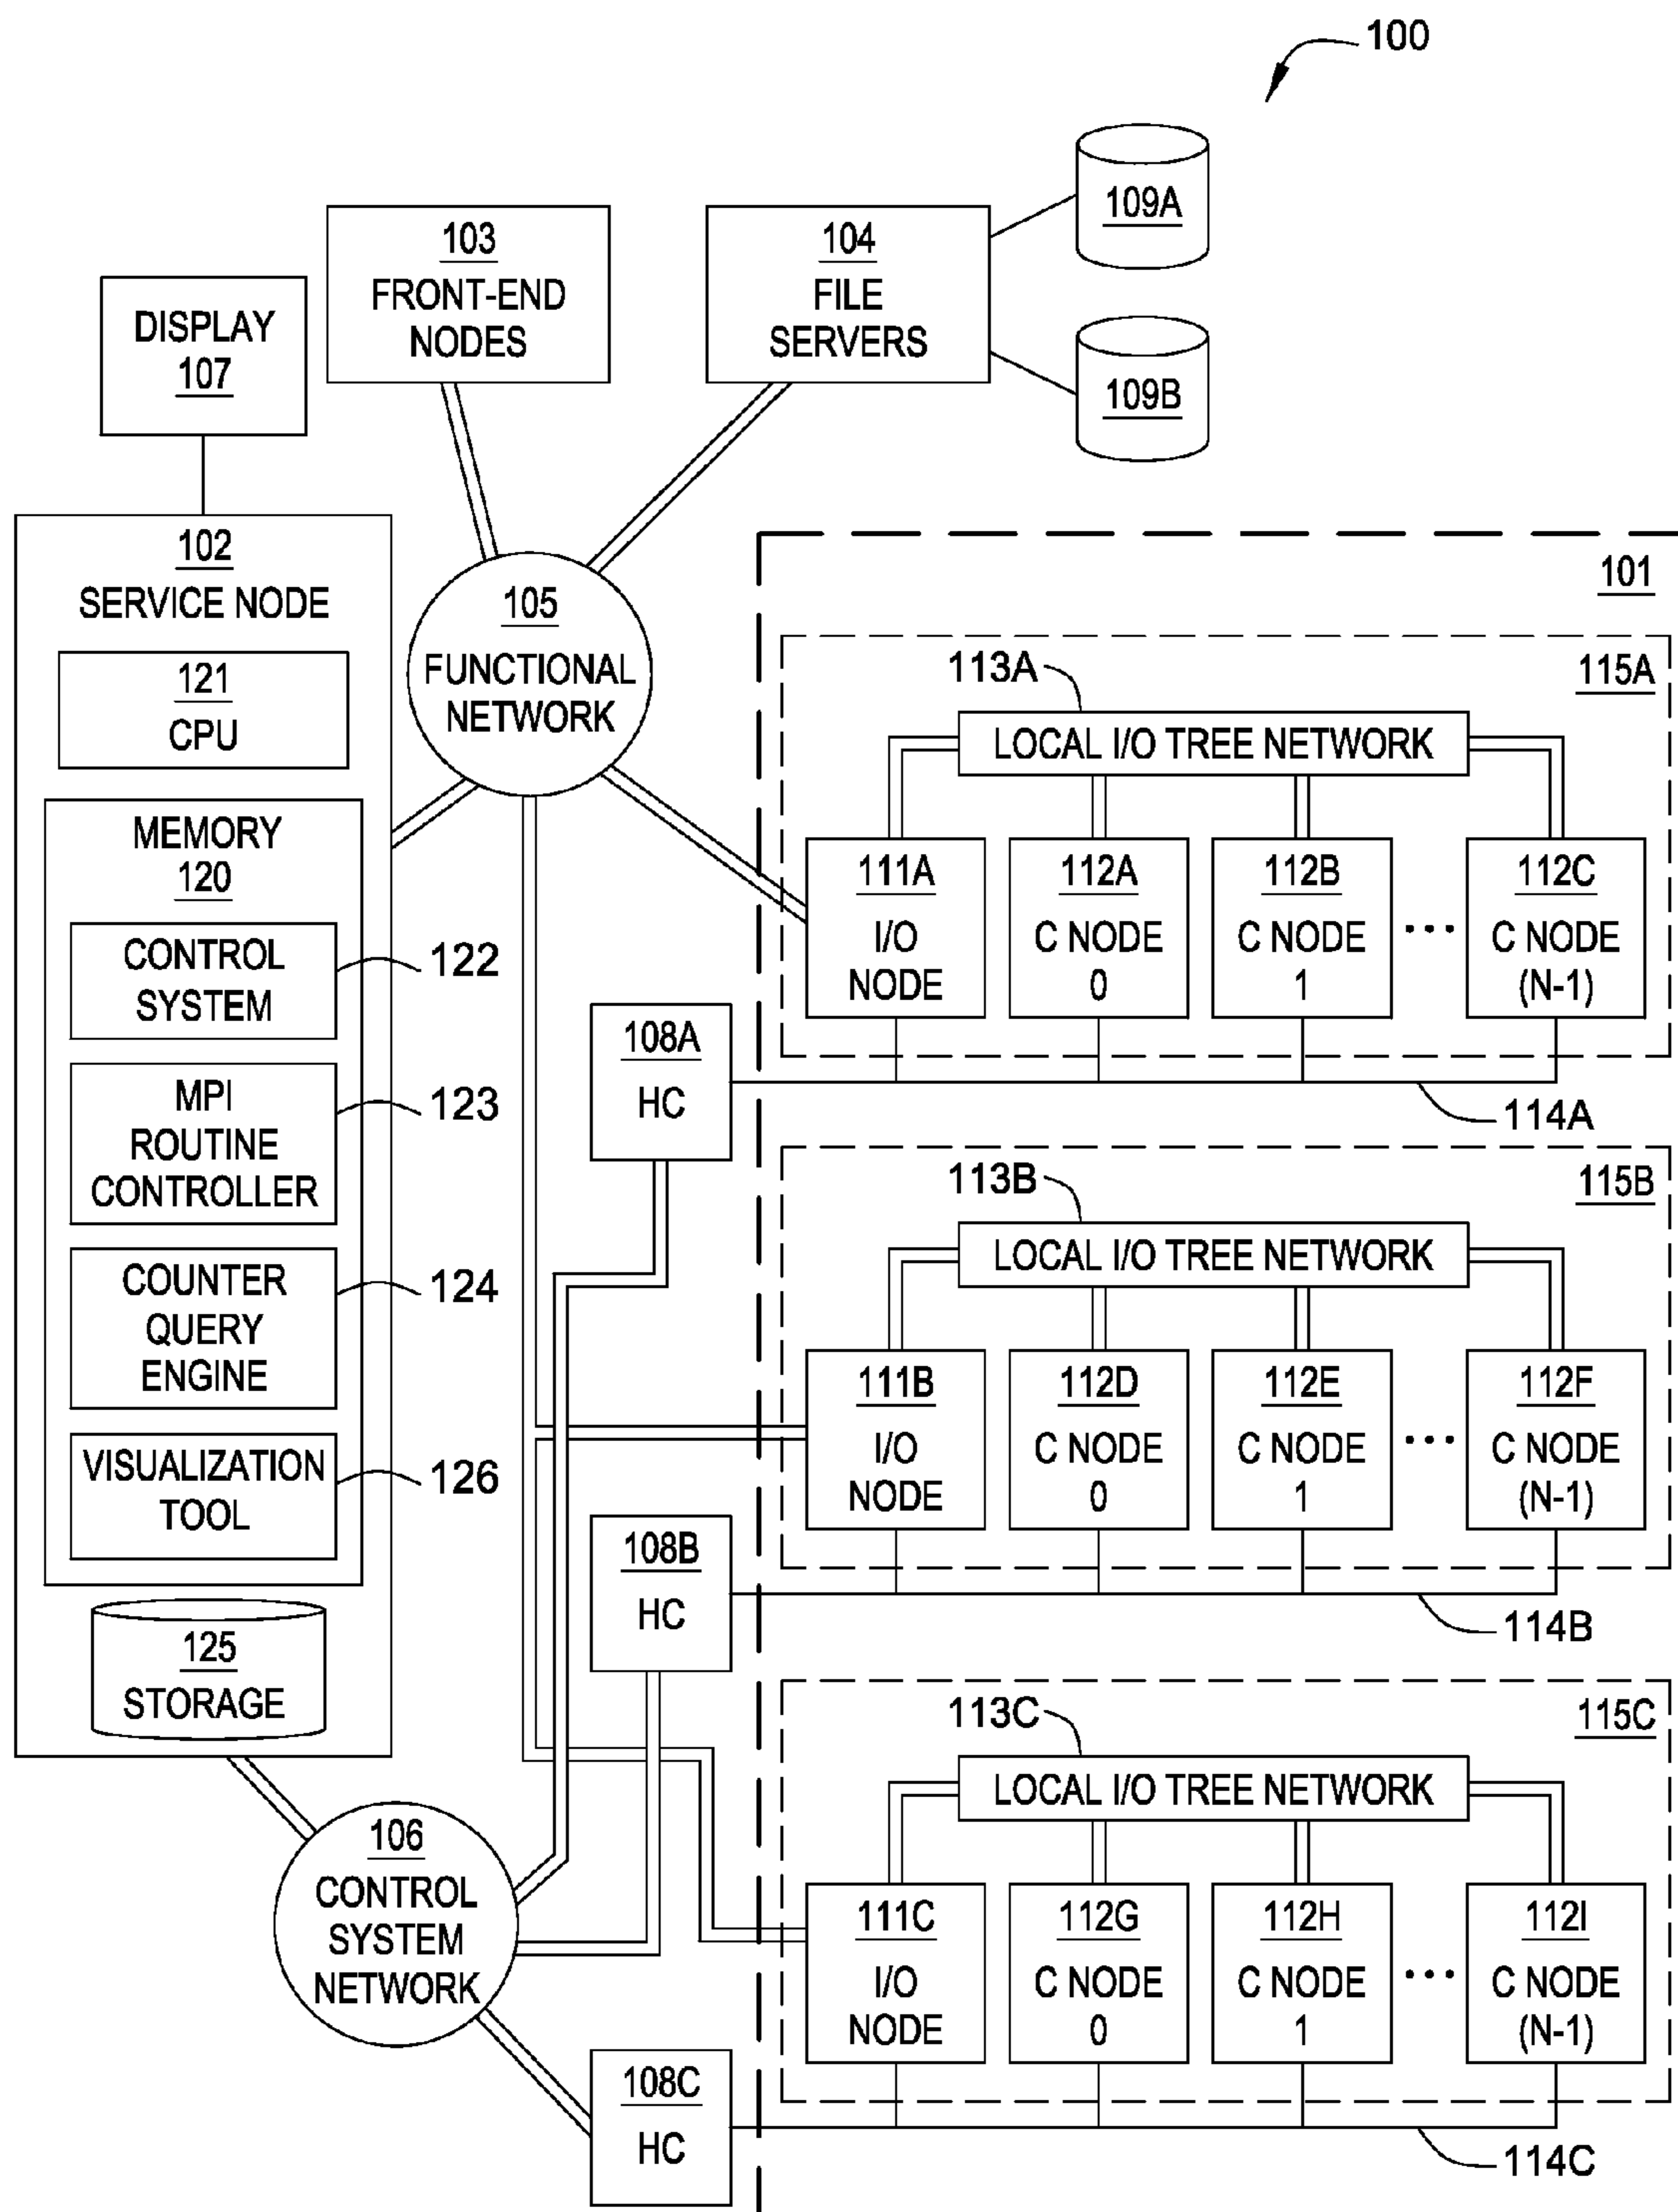 100
109A
109B
103
FRONT-END
NODES
104
FILE
SERVERS
DISPLAY
107
102
SERVICE NODE
121
CPU
MEMORY
120
CONTROL
SYSTEM
122
MPI
ROUTINE
CONTROLLER
123
COUNTER
QUERY
ENGINE
124
VISUALIZATION
TOOL
126
125
STORAGE
105
FUNCTIONAL
NETWORK
106
CONTROL
SYSTEM
NETWORK
108A
HC
108B
HC
108C
HC
101
115A
113A
LOCAL I/O TREE NETWORK
111A
I/O
NODE
112A
C NODE
0
112B
C NODE
1
...
112C
C NODE
(N-1)
114A
115B
113B
LOCAL I/O TREE NETWORK
111B
I/O
NODE
112D
C NODE
0
112E
C NODE
1
...
112F
C NODE
(N-1)
114B
115C
113C
LOCAL I/O TREE NETWORK
111C
I/O
NODE
112G
C NODE
0
112H
C NODE
1
...
112I
C NODE
(N-1)
114C